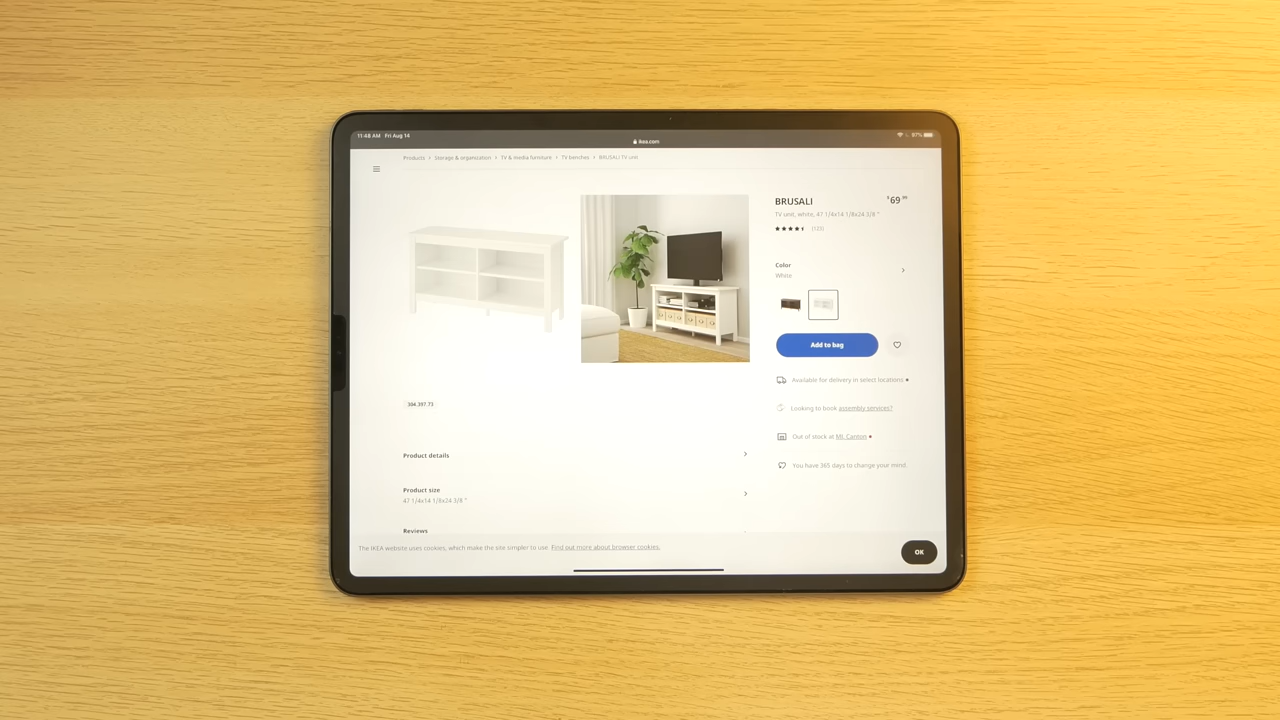 11:48 AM Fri Aug 14
97%
ikea.com
Products > Storage & organization > TV & media furniture > TV benches > BRUSALI TV unit
BRUSALI
$69.99
TV unit, white, 47 1/4x14 1/8x24 3/8 "
Color
White
Add to bag
304.397.73
Available for delivery in select locations
Looking to book assembly services?
Out of stock at Mt. Canton
You have 365 days to change your mind.
Product details
Product size
47 1/4x14 1/8x24 3/8 "
Reviews
The IKEA website uses cookies, which make the site simpler to use. Find out more about browser cookies.
OK